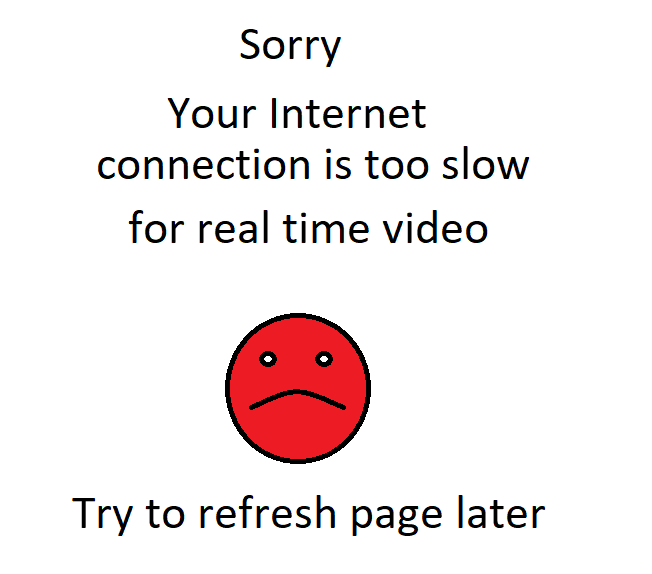 Sorry
Your Internet
connection is too slow
for real time video
Try to refresh page later